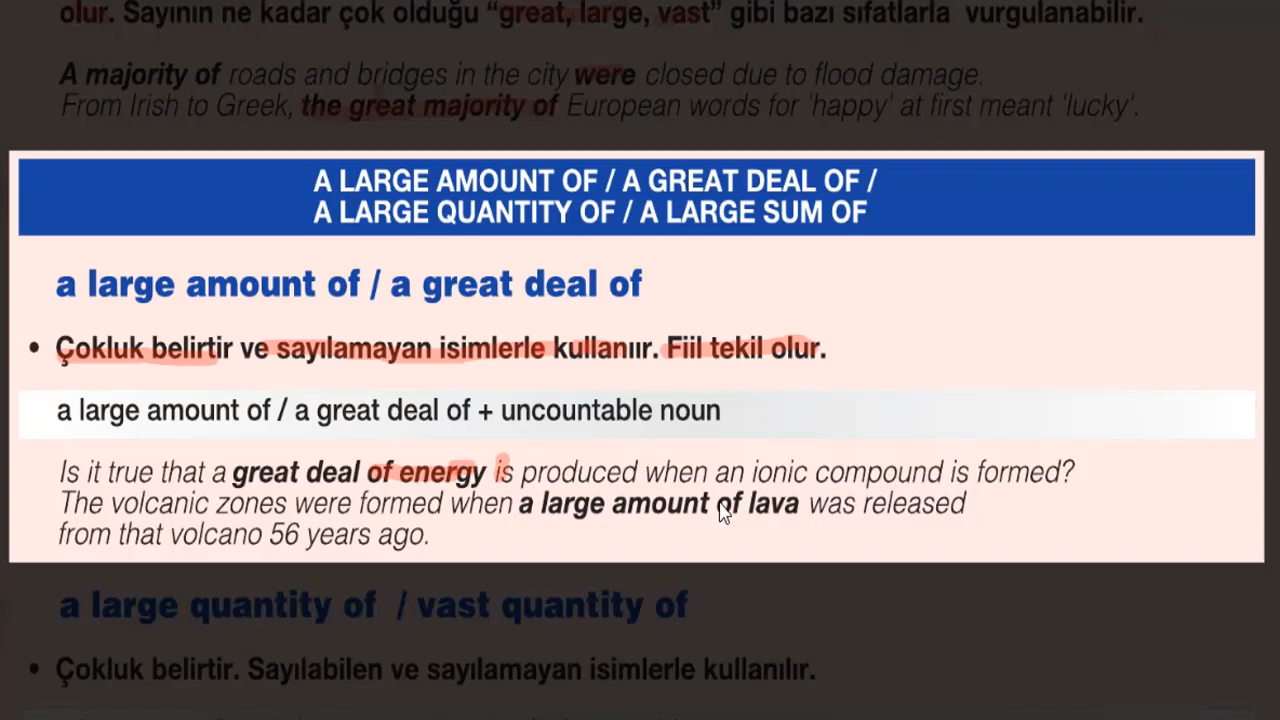 olur. Sayının ne kadar çok olduğu “great, large, vast” gibi bazı sıfatlarla vurgulanabilir.
A majority of roads and bridges in the city were closed due to flood damage.
From Irish to Greek, the great majority of European words for 'happy' at first meant 'lucky'.
A LARGE AMOUNT OF / A GREAT DEAL OF /
A LARGE QUANTITY OF / A LARGE SUM OF
a large amount of / a great deal of
• Çokluk belirtir ve sayılamayan isimlerle kullanıır. Fiil tekil olur.
a large amount of / a great deal of + uncountable noun
Is it true that a great deal of energy is produced when an ionic compound is formed?
The volcanic zones were formed when a large amount of lava was released
from that volcano 56 years ago.
a large quantity of / vast quantity of
• Çokluk belirtir. Sayılabilen ve sayılamayan isimlerle kullanılır.